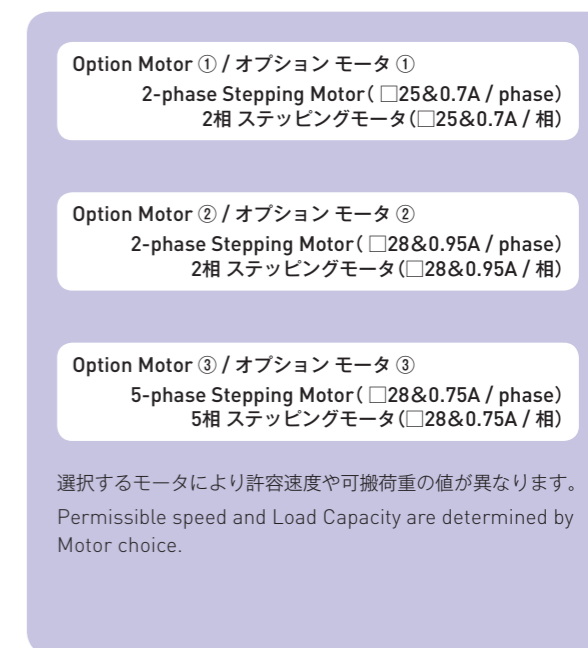 Option Motor ① / オプション モータ ①
2-phase Stepping Motor( □25&0.7A / phase)
2相 ステッピングモータ(□25&0.7A / 相)
Option Motor ② / オプション モータ ②
2-phase Stepping Motor( □28&0.95A / phase)
2相 ステッピングモータ(□28&0.95A / 相)
Option Motor ③ / オプション モータ ③
5-phase Stepping Motor( □28&0.75A / phase)
5相 ステッピングモータ(□28&0.75A / 相)
選択するモータにより許容速度や可搬荷重の値が異なります。
Permissible speed and Load Capacity are determined by
Motor choice.